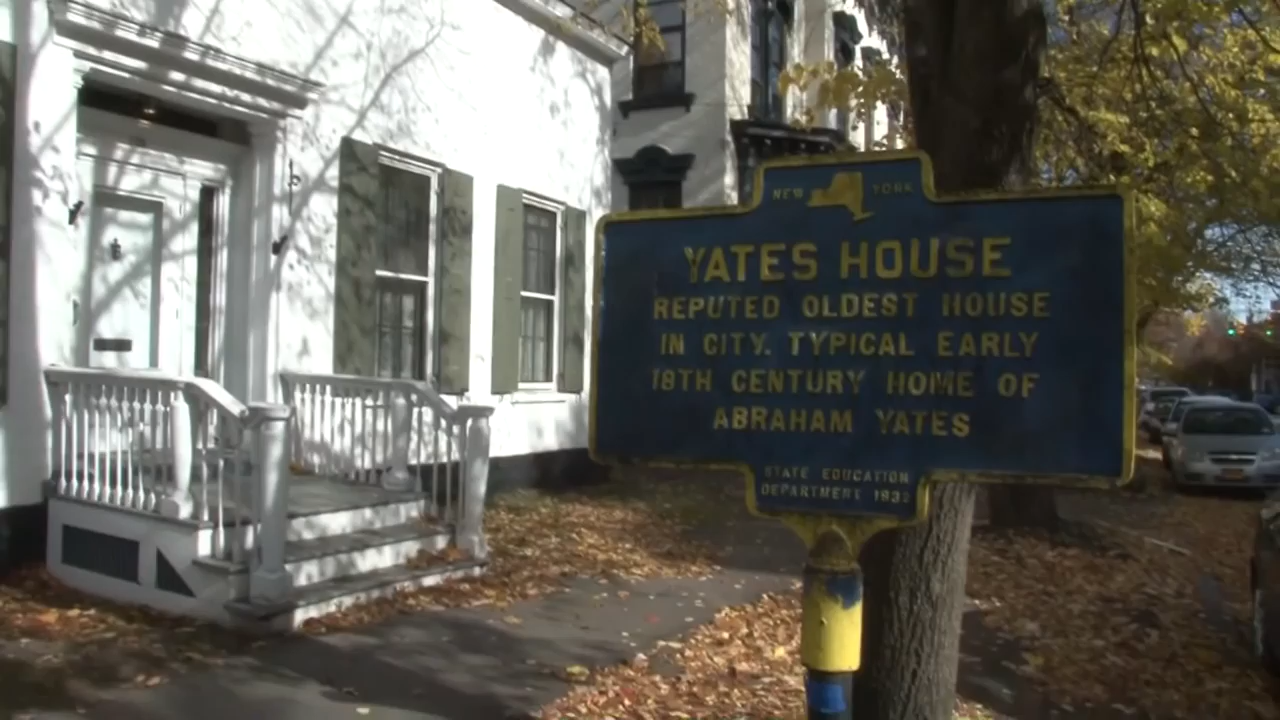 NEW YORK
YATES HOUSE
REPUTED OLDEST HOUSE
IN CITY. TYPICAL EARLY
18TH CENTURY HOME OF
ABRAHAM YATES
STATE EDUCATION
DEPARTMENT 1932